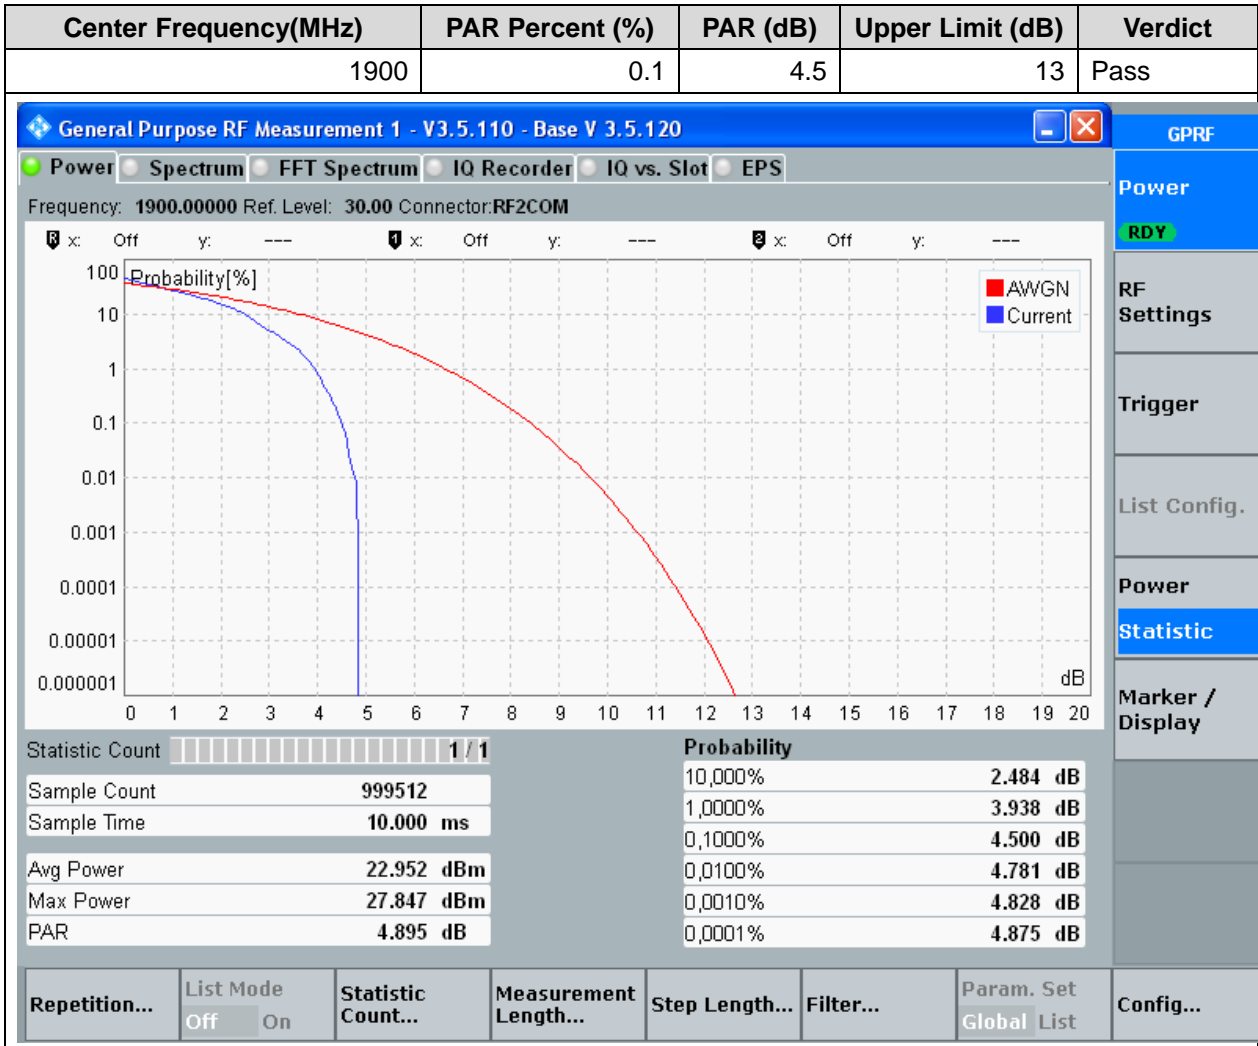 Center Frequency(MHz) PAR Percent (%) PAR (dB) Upper Limit (dB) Verdict
1900 0.1 4.5 13 Pass
General Purpose RF Measurement 1 - V3.5.110 - Base V 3.5.120
GPRF
Power Spectrum FFT Spectrum IQ Recorder IQ vs. Slot EPS
Frequency: 1900.00000 Ref. Level: 30.00 Connector:RF2COM
R x: Off y: --- 1 x: Off y: --- 2 x: Off y: ---
Probability[%]
100
10
1
0.1
0.01
0.001
0.0001
0.00001
0.000001
AWGN
Current
dB
0 1 2 3 4 5 6 7 8 9 10 11 12 13 14 15 16 17 18 19 20
Statistic Count 1 / 1
Sample Count 999512
Sample Time 10.000 ms
Avg Power 22.952 dBm
Max Power 27.847 dBm
PAR 4.895 dB
Probability
10,000% 2.484 dB
1,0000% 3.938 dB
0,1000% 4.500 dB
0,0100% 4.781 dB
0,0010% 4.828 dB
0,0001% 4.875 dB
Power
RDY
RF
Settings
Trigger
List Config.
Power
Statistic
Marker /
Display
Repetition...
List Mode
Off On
Statistic
Count...
Measurement
Length...
Step Length...
Filter...
Param. Set
Global List
Config...